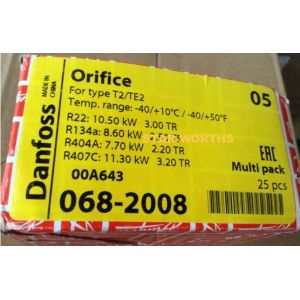 Danfoss
MADE IN
CHINA
Orifice
05
For type T2/TE2
Temp. range: -40/+10°C / -40/+50°F
R22: 10.50 kW 3.00 TR
R134a: 8.60 kW TR
R404A: 7.70 kW 2.20 TR
R407C: 11.30 kW 3.20 TR
EAC
Multi pack
25 pcs
00A643
068-2008